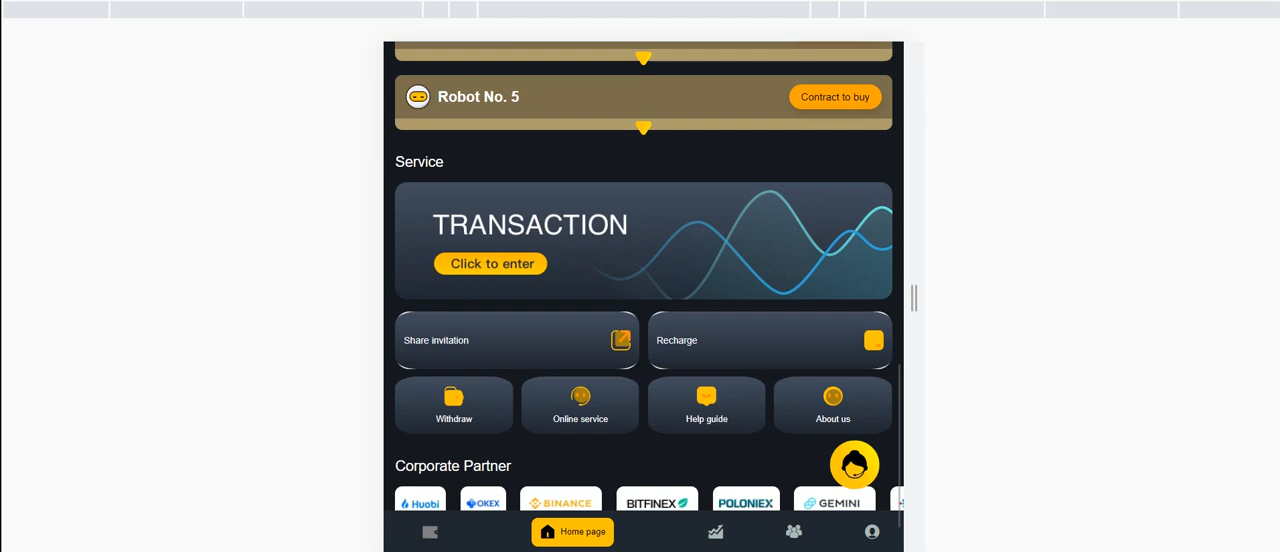 Robot No. 5
Contract to buy
Service
TRANSACTION
Click to enter
Share invitation
Recharge
Withdraw
Online service
Help guide
About us
Corporate Partner
Huobi
OKEX
BINANCE
BITFINEX
POLONIEX
GEMINI
Home page